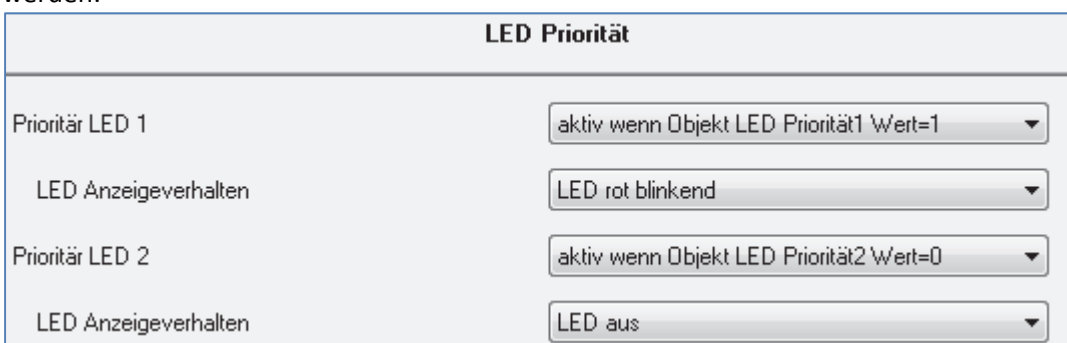 LED Priorität
Prioritär LED 1 aktiv wenn Objekt LED Priorität1 Wert=1
LED Anzeigeverhalten LED rot blinkend
Prioritär LED 2 aktiv wenn Objekt LED Priorität2 Wert=0
LED Anzeigeverhalten LED aus